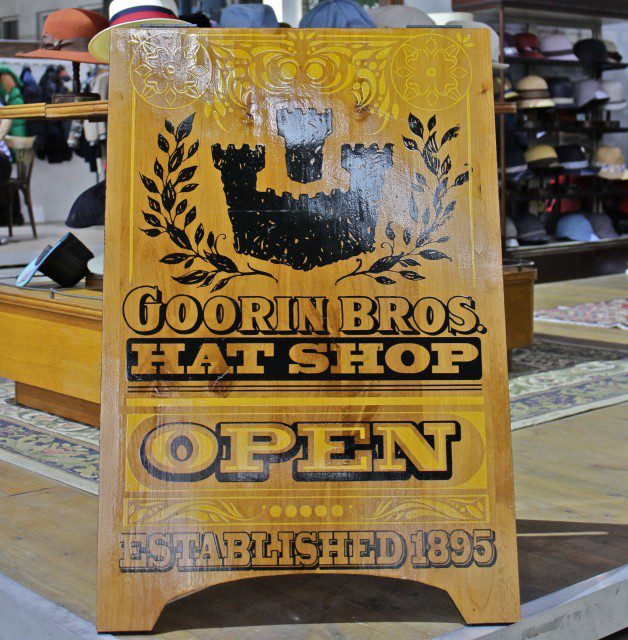 GOORIN BROS.
HAT SHOP
OPEN
ESTABLISHED 1895